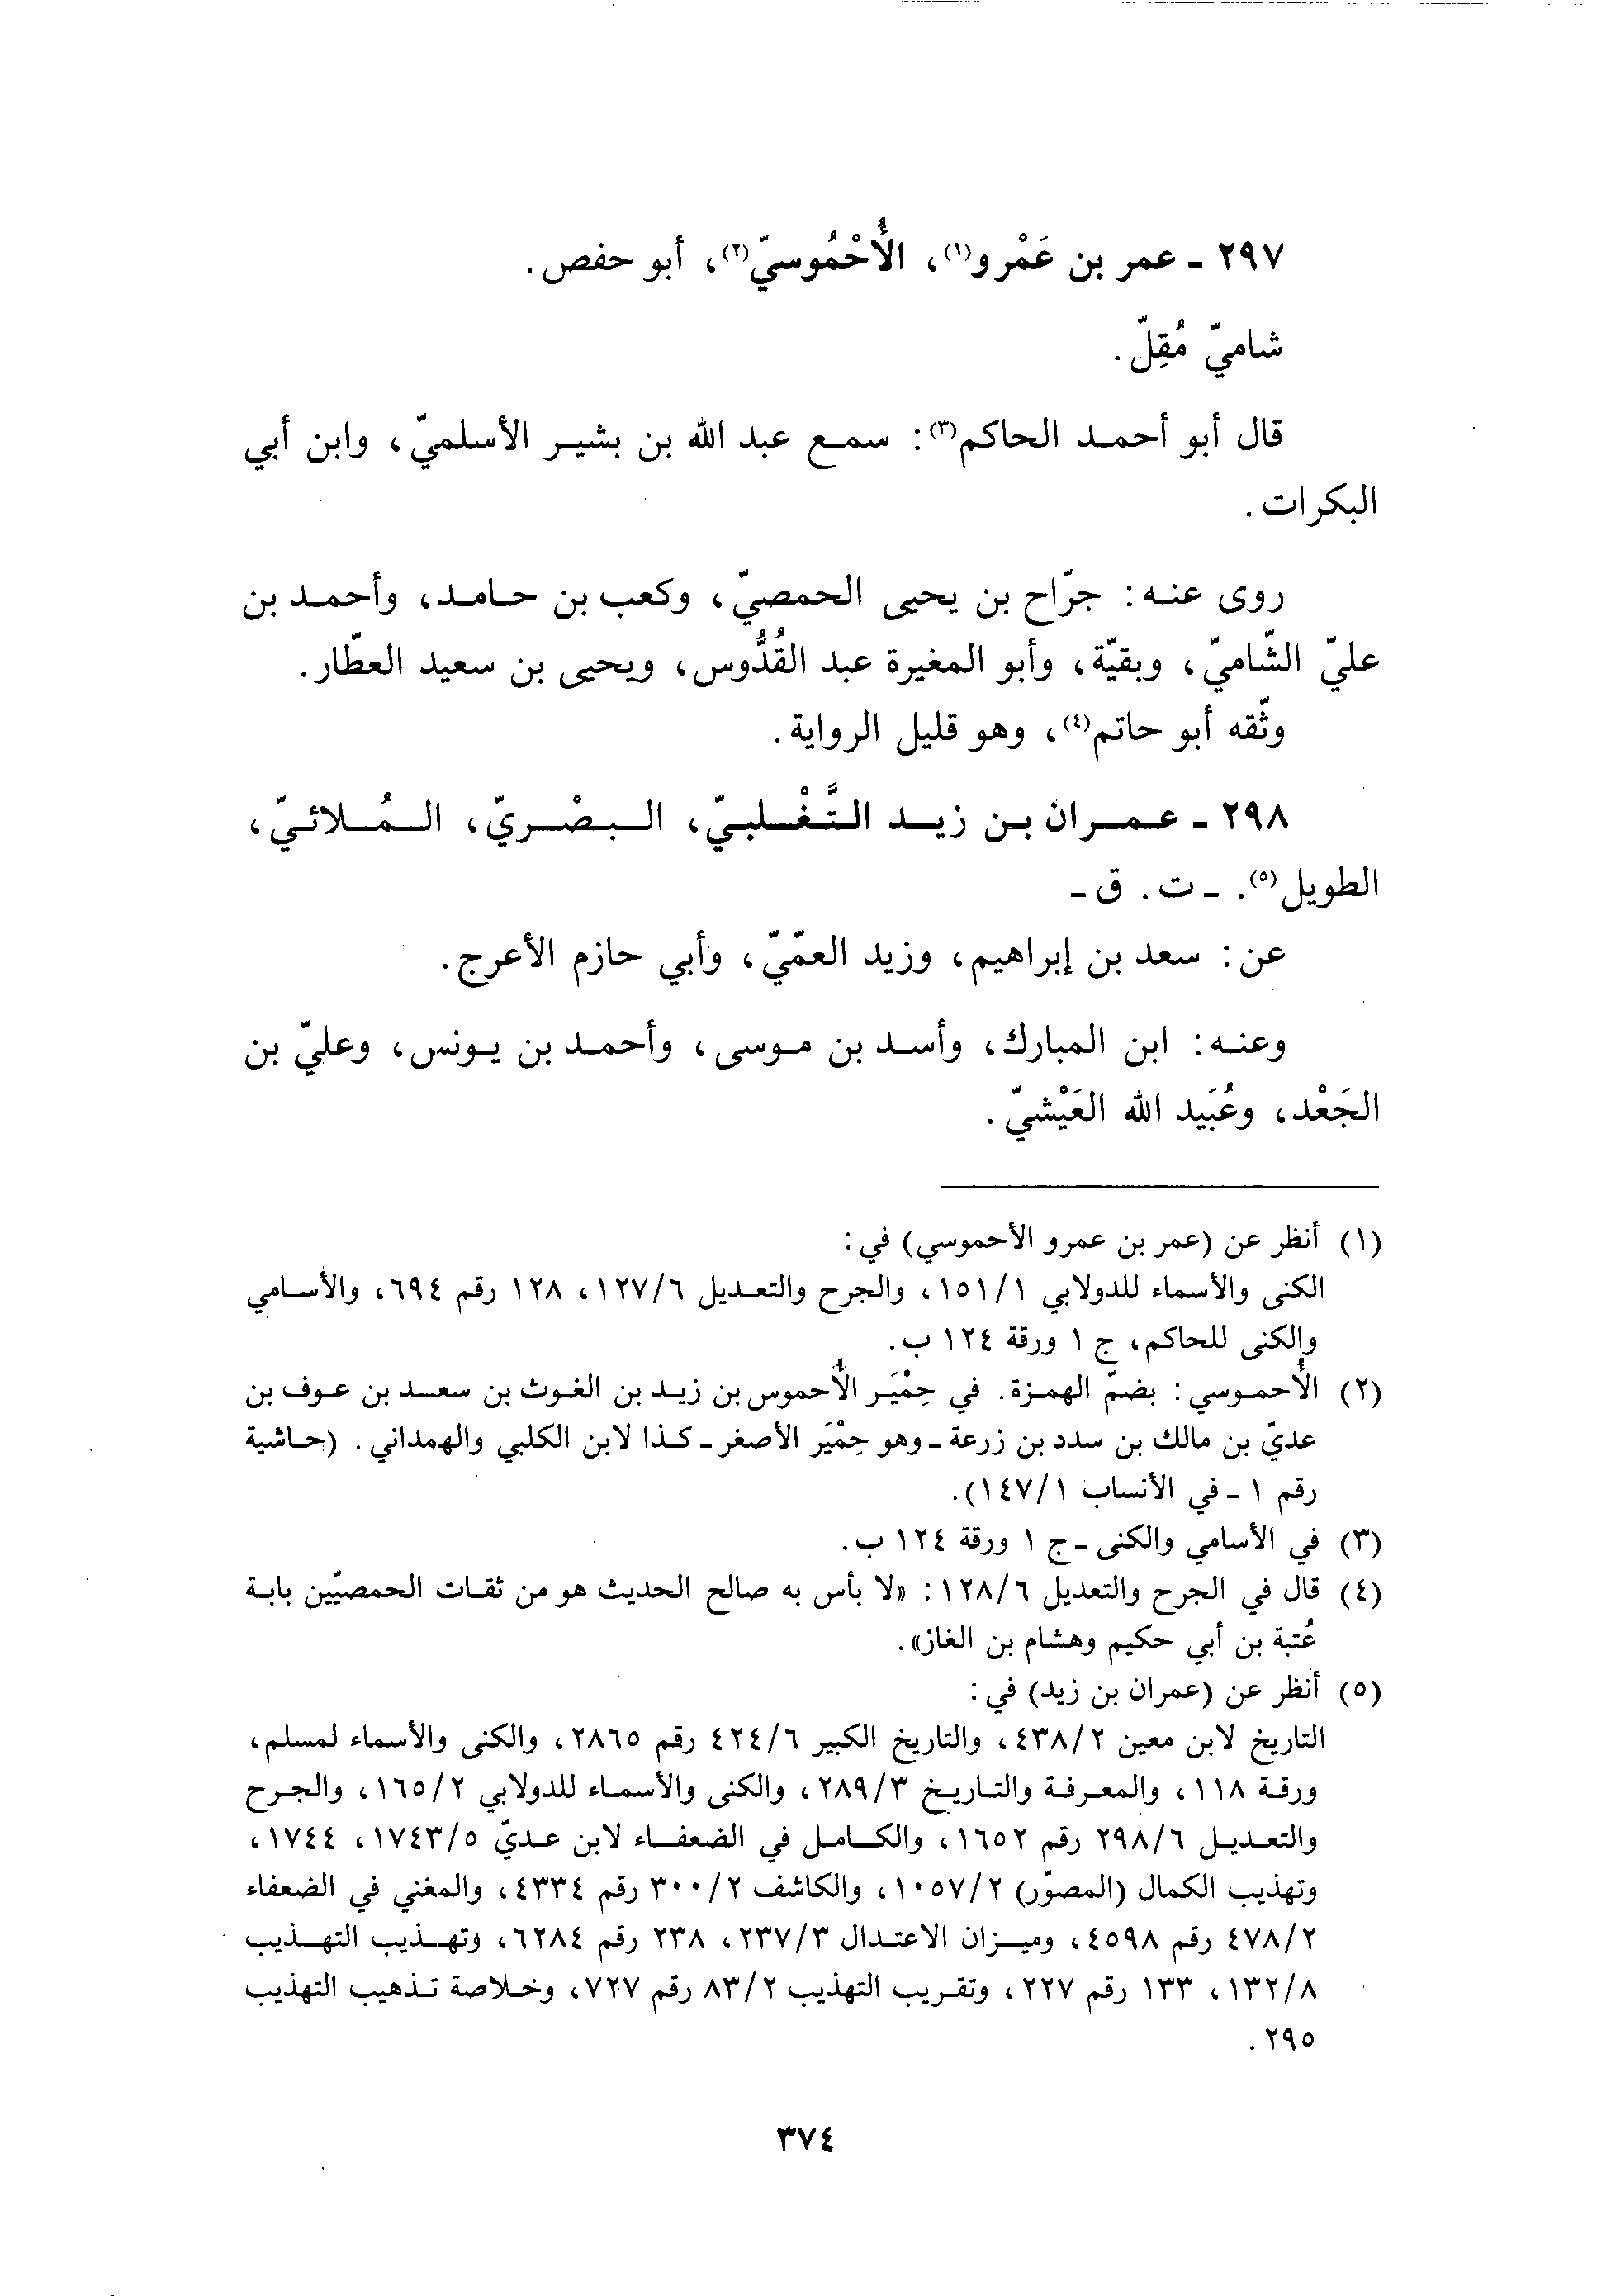 ٢٩٧ - عمر بن عَمْرو(١)، الأُحْمُوسيّ(٢)، أبو حفص.
شاميّ مُقِلّ.
قال أبو أحمد الحاكم(٣): سمع عبد الله بن بشير الأسلميّ، وابن أبي
البكرات.
روى عنه: جرّاح بن يحيى الحمصيّ، وكعب بن حامد، وأحمد بن
عليّ الشّاميّ، وبقيّة، وأبو المغيرة عبد القُدُّوس، ويحيى بن سعيد العطّار.
وثّقه أبو حاتم(٤)، وهو قليل الرواية.
٢٩٨ - عمران بن زيد التَّغْلبيّ، البصْريّ، المُلائيّ،
الطويل(٥). - ت. ق -
عن: سعد بن إبراهيم، وزيد العمّيّ، وأبي حازم الأعرج.
وعنه: ابن المبارك، وأسد بن موسى، وأحمد بن يونس، وعليّ بن
الجَعْد، وعُبَيد الله العَيْشيّ.
(١) أنظر عن (عمر بن عمرو الأحموسي) في:
الكنى والأسماء للدولابي ١/١٥١، والجرح والتعديل ٦/١٢٧، ١٢٨ رقم ٦٩٤، والأسامي
والكنى للحاكم، ج ١ ورقة ١٢٤ ب.
(٢) الأُحموسي: بضمّ الهمزة. في حِمْيَر الأُحموس بن زيد بن الغوث بن سعد بن عوف بن
عديّ بن مالك بن سدد بن زرعة - وهو حِمْيَر الأصغر - كذا لابن الكلبي والهمداني. (حاشية
رقم ١ - في الأنساب ١/١٤٧).
(٣) في الأسامي والكنى - ج ١ ورقة ١٢٤ ب.
(٤) قال في الجرح والتعديل ٦/١٢٨: «لا بأس به صالح الحديث هو من ثقات الحمصيّين بابة
عُتبة بن أبي حكيم وهشام بن الغاز».
(٥) أنظر عن (عمران بن زيد) في:
التاريخ لابن معين ٢/٤٣٨، والتاريخ الكبير ٦/٤٢٤ رقم ٢٨٦٥، والكنى والأسماء لمسلم،
ورقة ١١٨، والمعرفة والتاريخ ٣/٢٨٩، والكنى والأسماء للدولابي ٢/١٦٥، والجرح
والتعديل ٦/٢٩٨ رقم ١٦٥٢، والكامل في الضعفاء لابن عديّ ٥/١٧٤٣، ١٧٤٤،
وتهذيب الكمال (المصوّر) ٢/١٠٥٧، والكاشف ٢/٣٠٠ رقم ٤٣٣٤، والمغني في الضعفاء
٢/٤٧٨ رقم ٤٥٩٨، وميزان الاعتدال ٣/٢٣٧، ٢٣٨ رقم ٦٢٨٤، وتهذيب التهذيب
٨/١٣٢، ١٣٣ رقم ٢٢٧، وتقريب التهذيب ٢/٨٣ رقم ٧٢٧، وخلاصة تذهيب التهذيب
٢٩٥.
٣٧٤